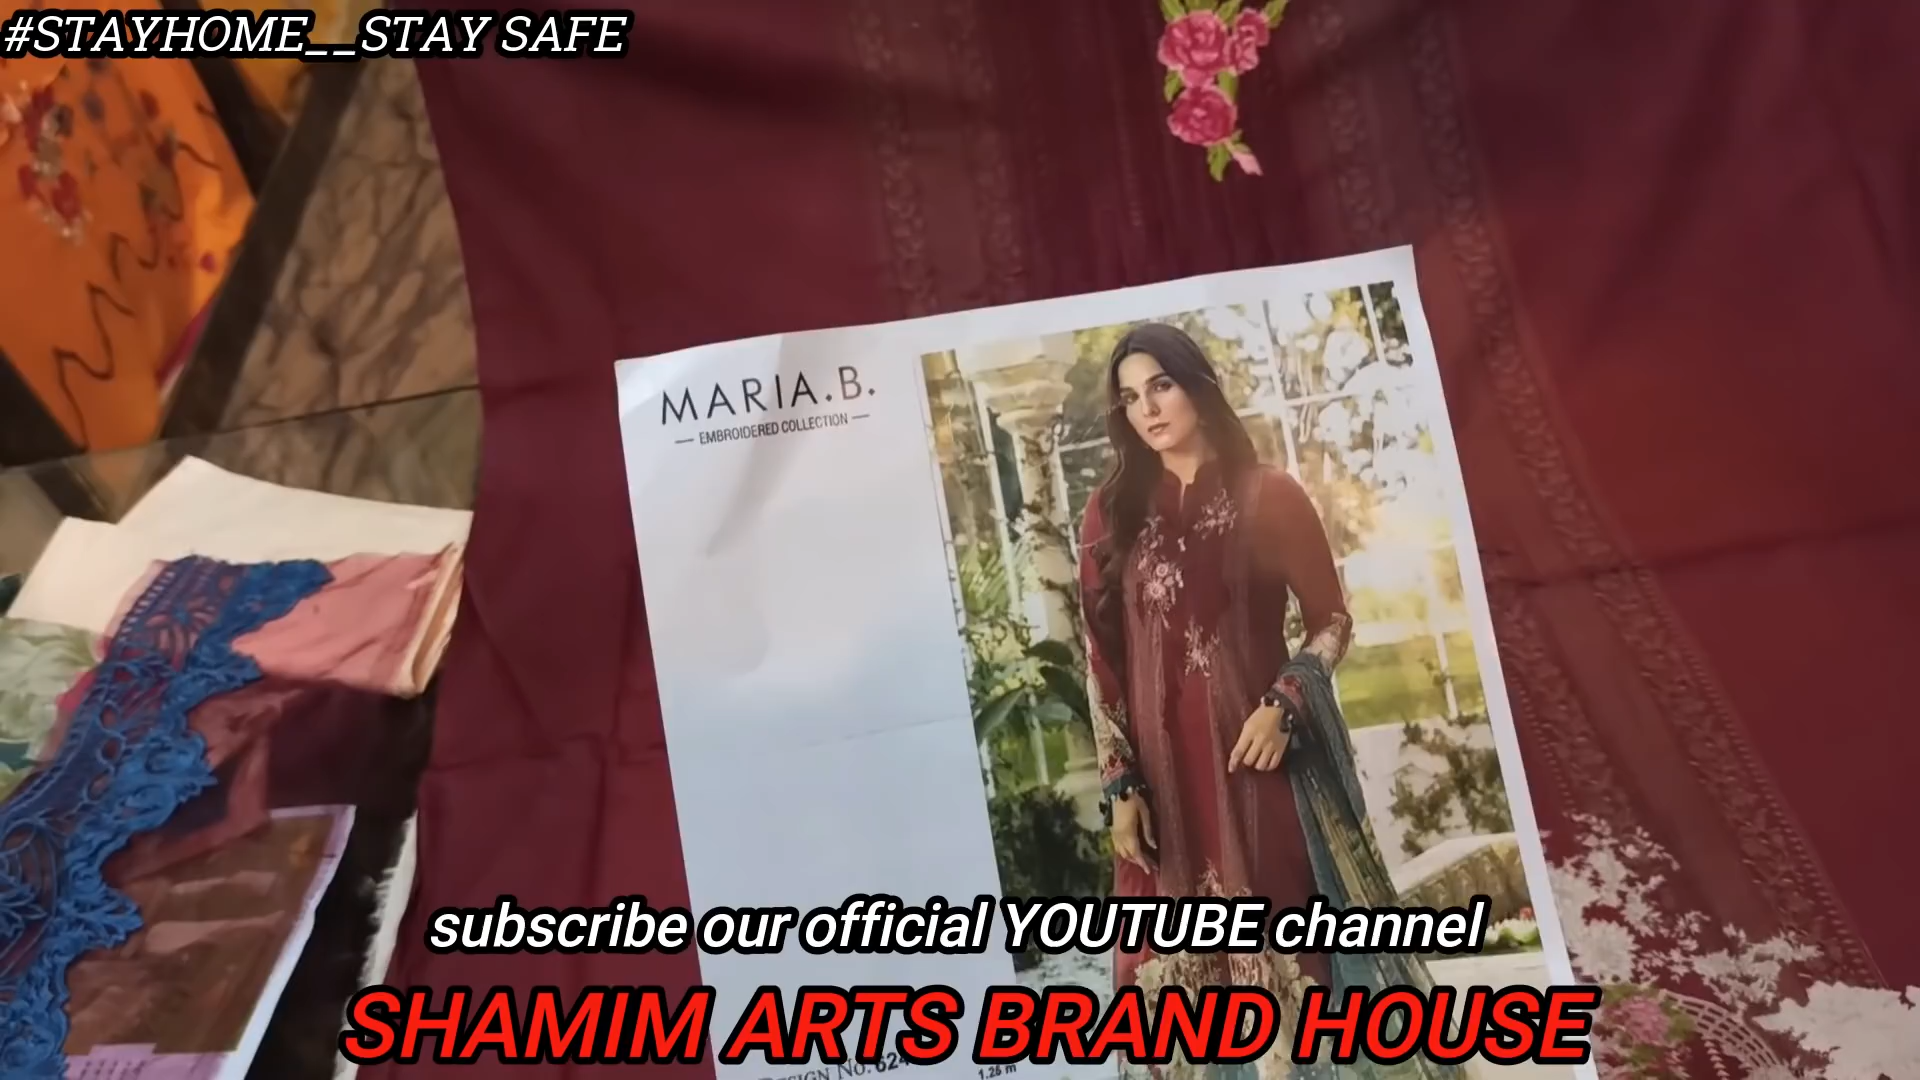 #STAYHOME__STAY SAFE
MARIA.B.
— EMBROIDERED COLLECTION —
subscribe our official YOUTUBE channel
SHAMIM ARTS BRAND HOUSE
1.25 m